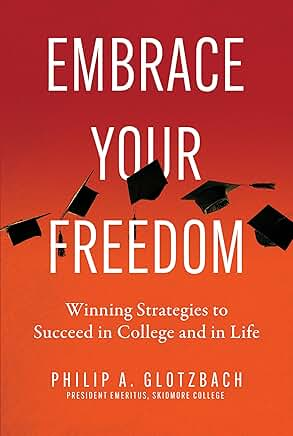 EMBRACE
YOUR
FREEDOM
Winning Strategies to
Succeed in College and in Life
PHILIP A. GLOTZBACH
PRESIDENT EMERITUS, SKIDMORE COLLEGE